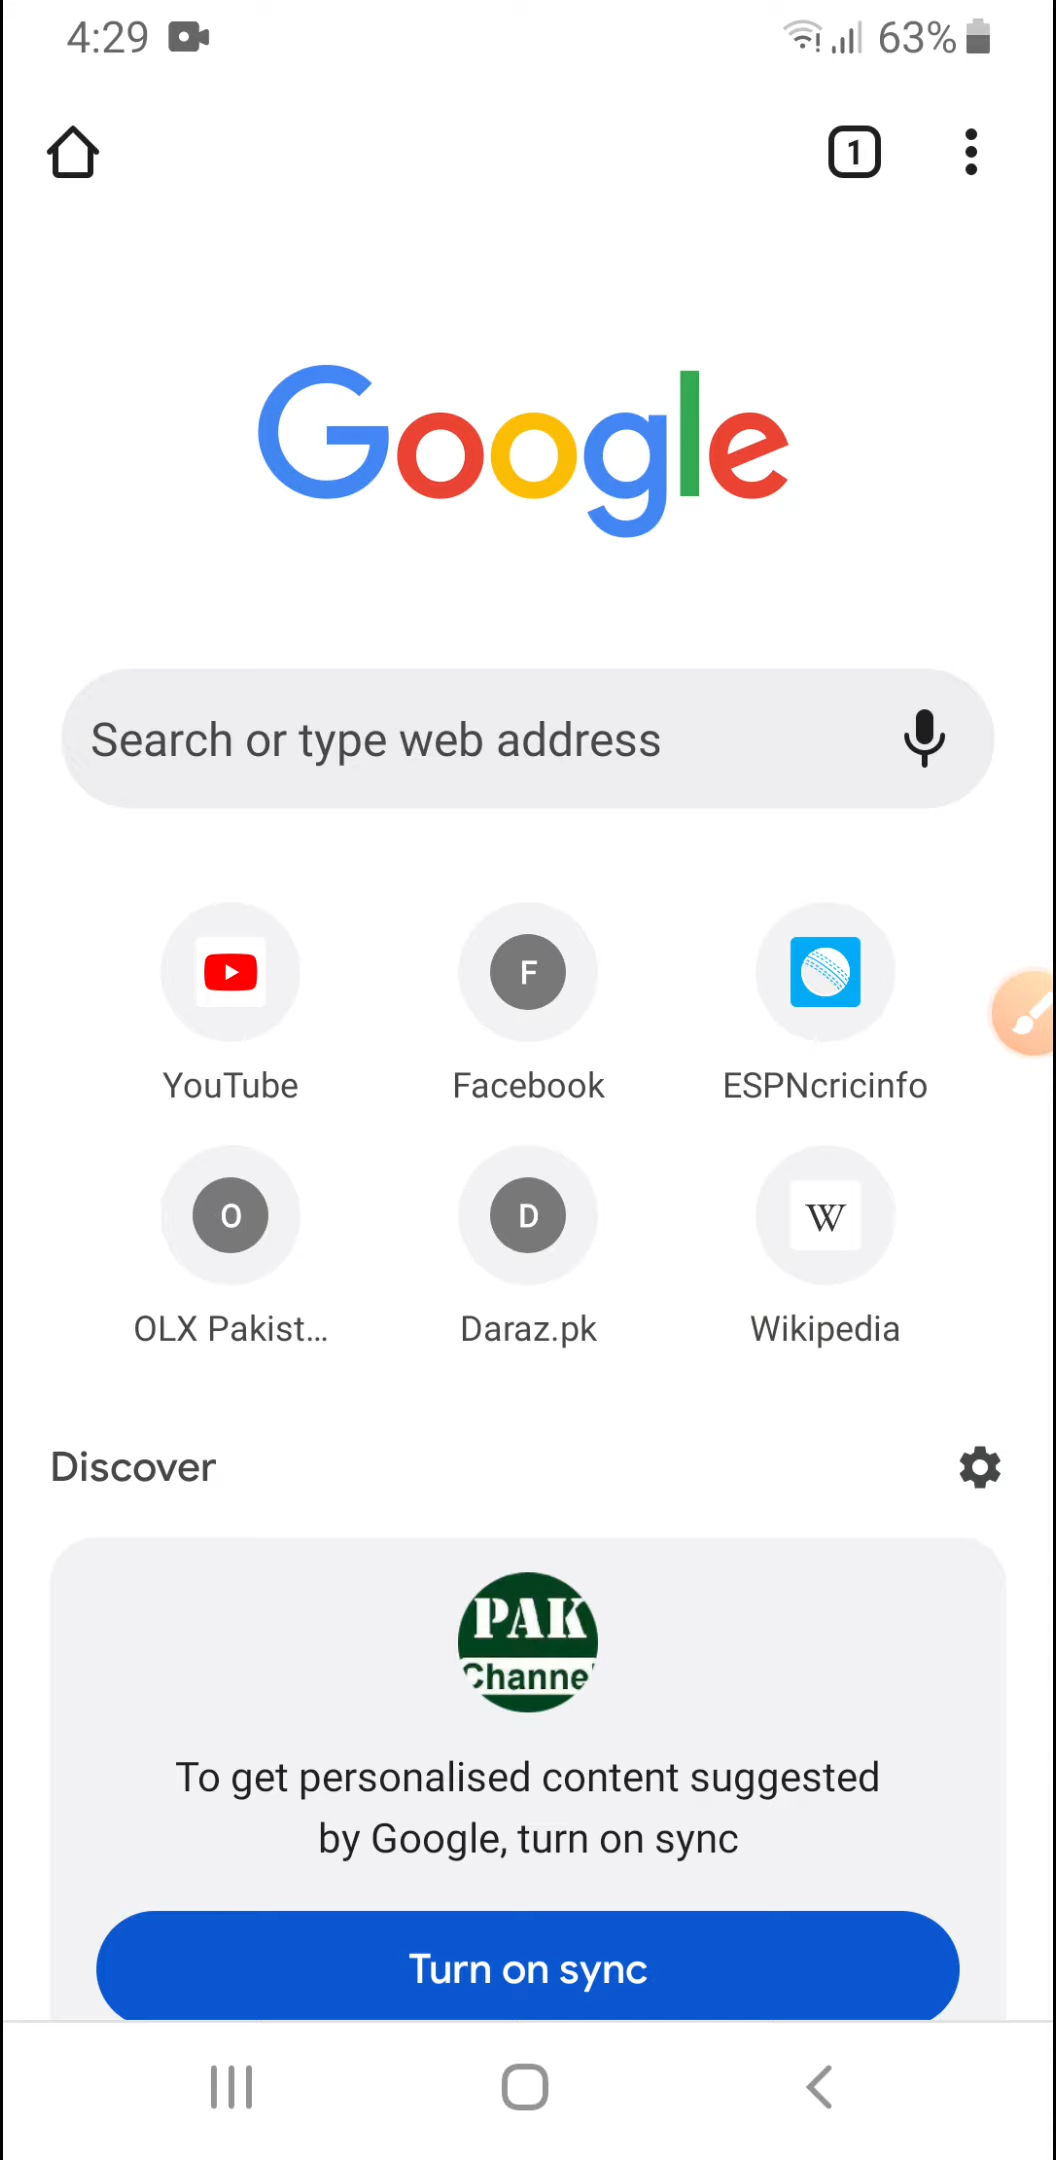 4:29 63%
1
Google
Search or type web address
F
YouTube Facebook ESPNcricinfo
O D W
OLX Pakist... Daraz.pk Wikipedia
Discover
PAK
Channel
To get personalised content suggested
by Google, turn on sync
Turn on sync